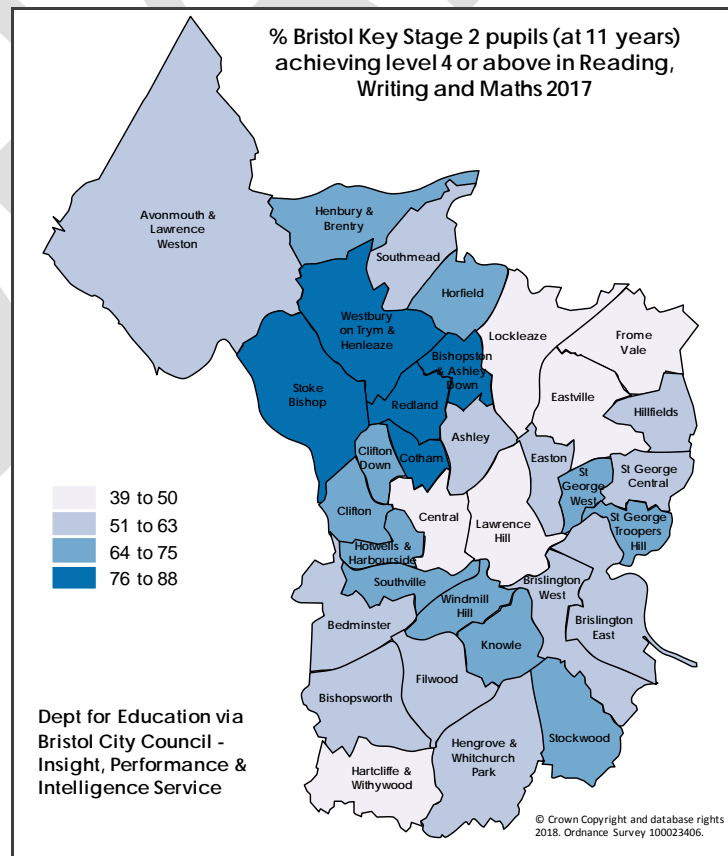 % Bristol Key Stage 2 pupils (at 11 years)
achieving level 4 or above in Reading,
Writing and Maths 2017
Avonmouth &
Lawrence
Weston
Henbury &
Brentry
Southmead
Horfield
Westbury
on Trym &
Henleaze
Lockleaze
Frome
Vale
Bishopston
& Ashley
Down
Stoke
Bishop
Redland
Eastville
Hillfields
Ashley
Clifton
Down
Cotham
Easton
St
George
West
St George
Central
Clifton
Central
Lawrence
Hill
St George
Troopers
Hill
Hotwells &
Harbourside
39 to 50
51 to 63
64 to 75
76 to 88
Southville
Windmill
Hill
Brislington
West
Brislington
East
Bedminster
Knowle
Bishopsworth
Filwood
Stockwood
Hengrove &
Whitchurch
Park
Hartcliffe &
Withywood
Dept for Education via
Bristol City Council -
Insight, Performance &
Intelligence Service
© Crown Copyright and database rights
2018. Ordnance Survey 100023406.